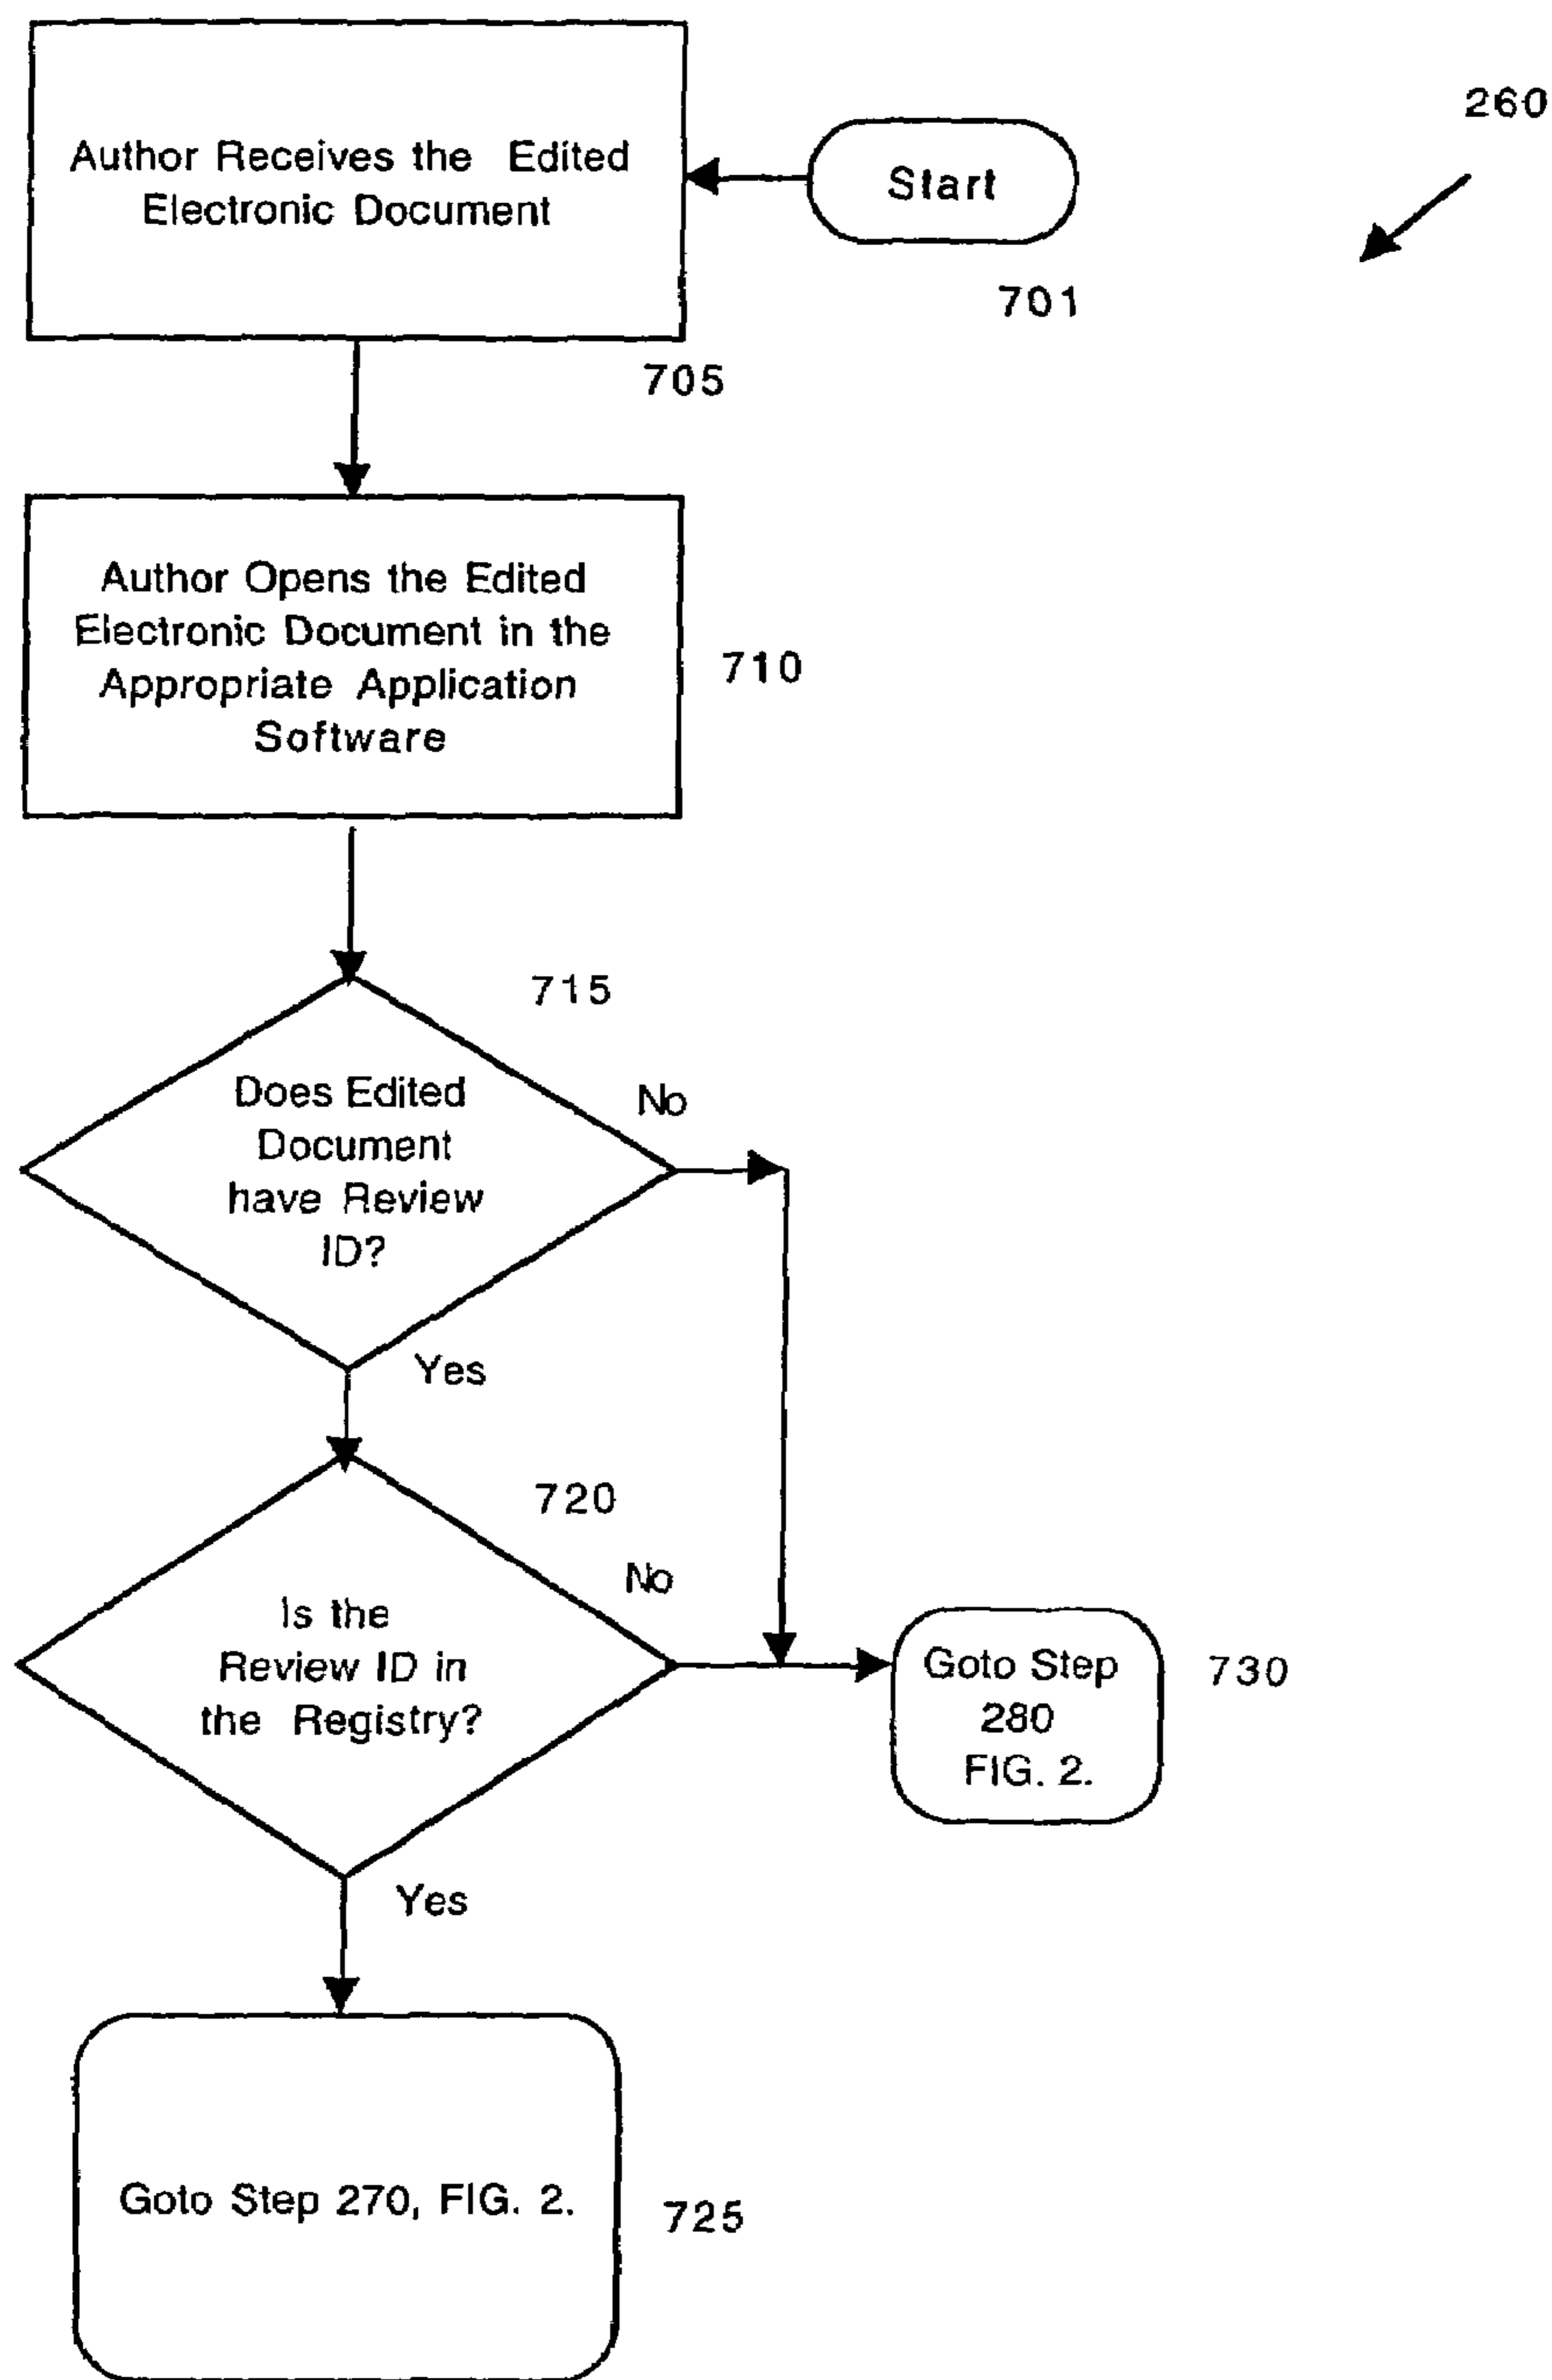 260
Start
701
Author Receives the Edited
Electronic Document
705
Author Opens the Edited
Electronic Document in the
Appropriate Application
Software
710
715
Does Edited
Document
have Review
ID?
No
Yes
720
Is the
Review ID in
the Registry?
No
Yes
Goto Step
280
FIG. 2.
730
Goto Step 270, FIG. 2.
725